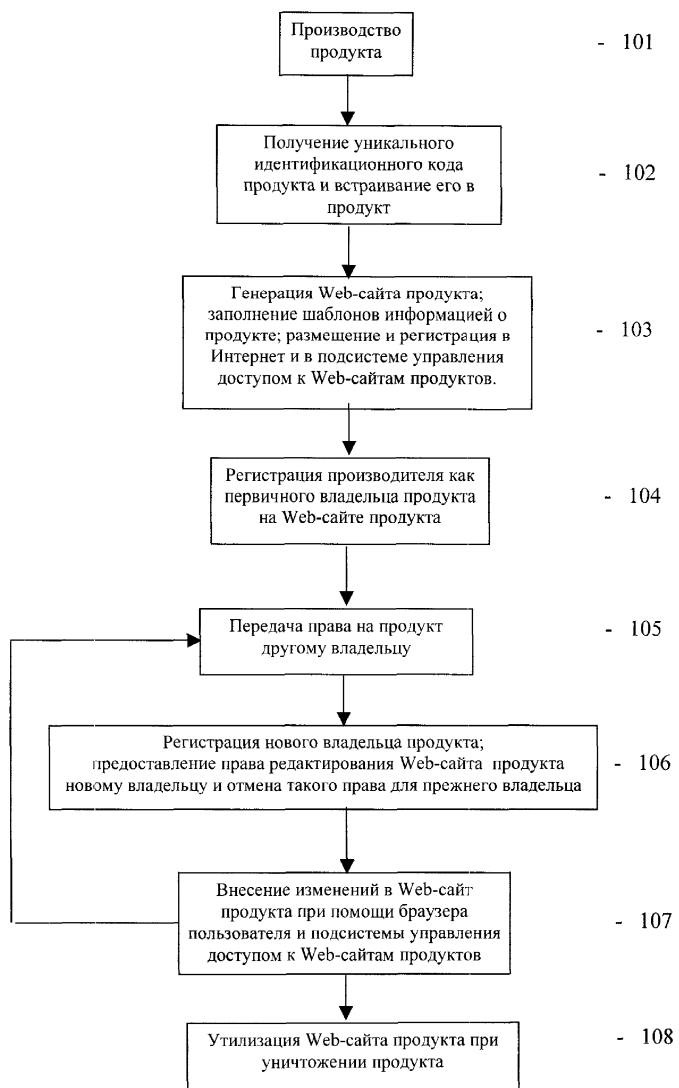 Производство
продукта
- 101
Получение уникального
идентификационного кода
продукта и встраивание его в
продукт
- 102
Генерация Web-сайта продукта;
заполнение шаблонов информацией о
продукте; размещение и регистрация в
Интернет и в подсистеме управления
доступом к Web-сайтам продуктов.
- 103
Регистрация производителя как
первичного владельца продукта
на Web-сайте продукта
- 104
Передача права на продукт
другому владельцу
- 105
Регистрация нового владельца продукта;
предоставление права редактирования Web-сайта продукта
новому владельцу и отмена такого права для прежнего владельца
- 106
Внесение изменений в Web-сайт
продукта при помощи браузера
пользователя и подсистемы управления
доступом к Web-сайтам продуктов
- 107
Утилизация Web-сайта продукта при
уничтожении продукта
- 108